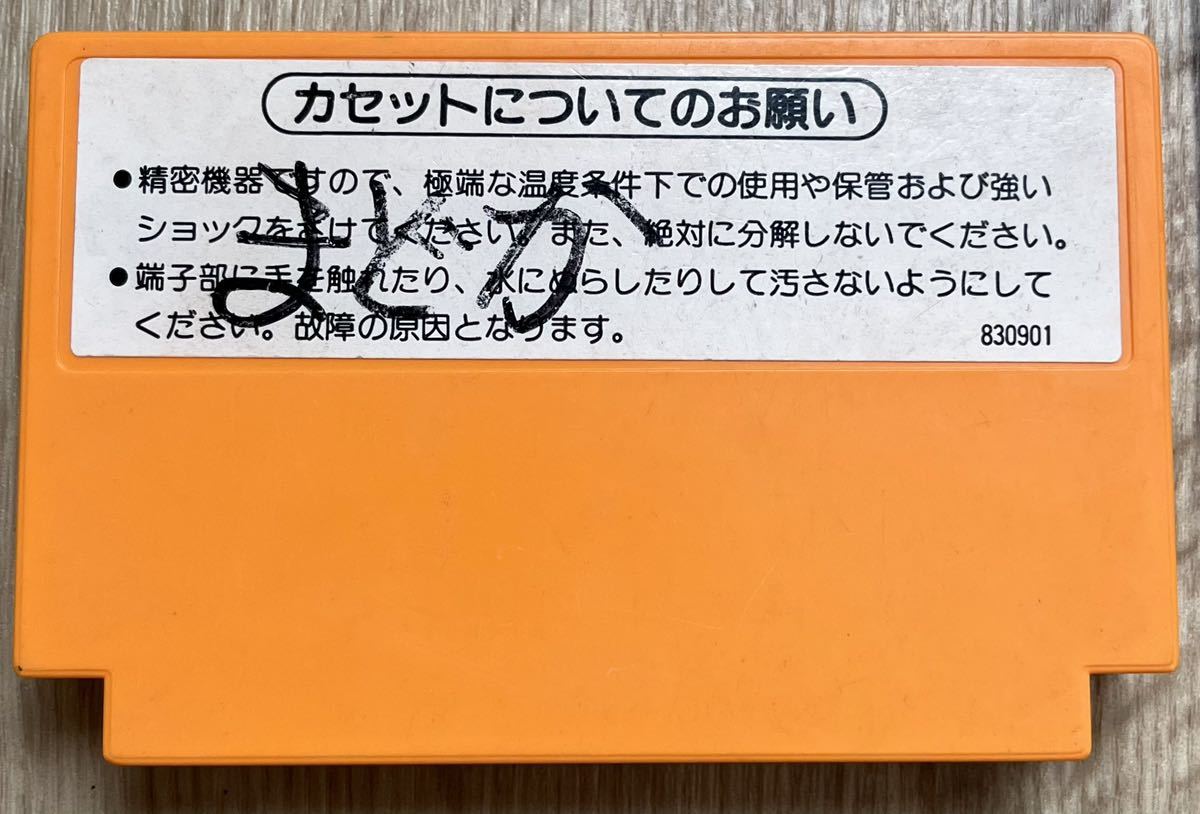 カセットについてのお願い
●精密機器ですので、極端な温度条件下での使用や保管および強い
ショックをさけてください。また、絶対に分解しないでください。
●端子部に手を触れたり、水にぬらしたりして汚さないようにして
ください。故障の原因となります。
830901
まどか